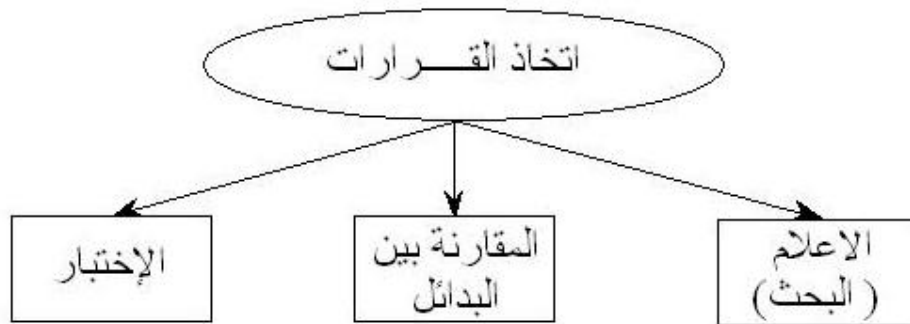 اتخاذ القـــرارات
الاعلام
(البحث)
المقارنة بين
البدائل
الإختبار